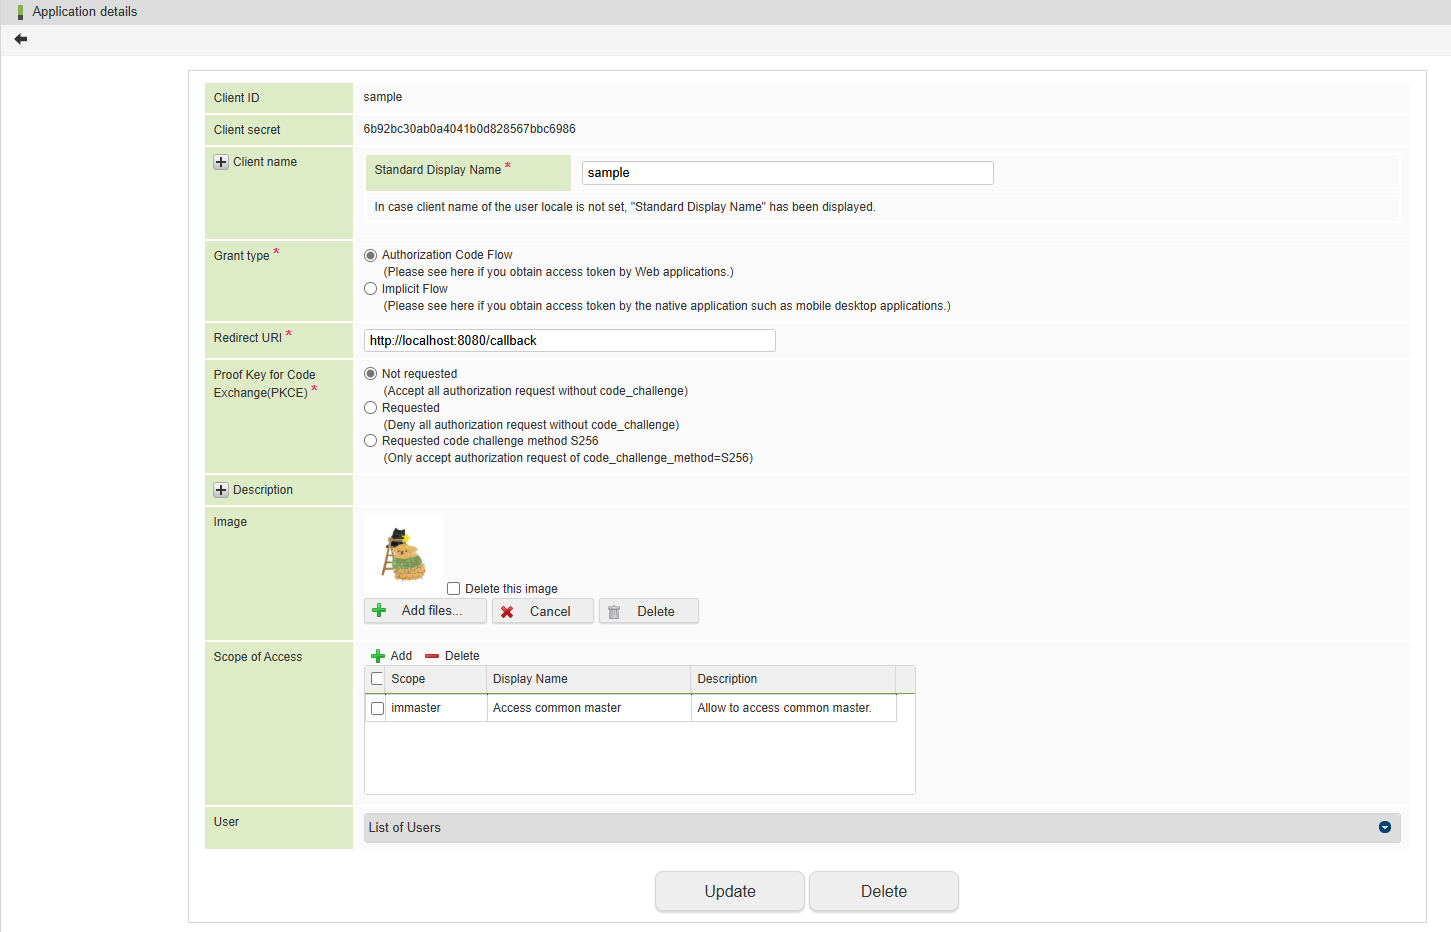 Application details
Client ID
sample
Client secret
6b92bc30ab0a4041b0d828567bbc6986
Client name
Standard Display Name *
sample
In case client name of the user locale is not set, "Standard Display Name" has been displayed.
Grant type *
Authorization Code Flow
(Please see here if you obtain access token by Web applications.)
Implicit Flow
(Please see here if you obtain access token by the native application such as mobile desktop applications.)
Redirect URI *
http://localhost:8080/callback
Proof Key for Code
Exchange(PKCE) *
Not requested
(Accept all authorization request without code_challenge)
Requested
(Deny all authorization request without code_challenge)
Requested code challenge method S256
(Only accept authorization request of code_challenge_method=S256)
Description
Image
Delete this image
Add files...
Cancel
Delete
Scope of Access
Add
Delete
Scope
Display Name
Description
immaster
Access common master
Allow to access common master.
User
List of Users
Update
Delete